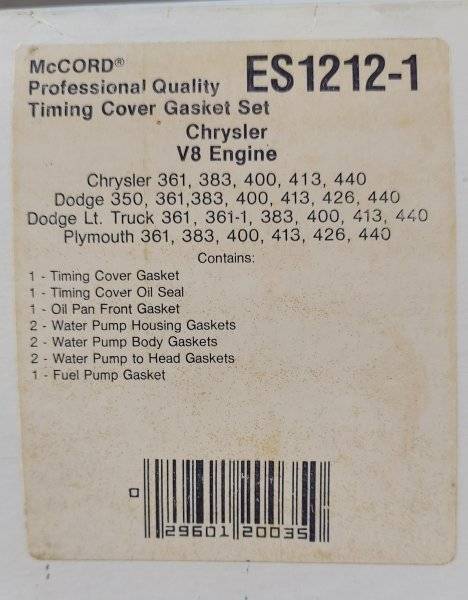 McCORD®
Professional Quality ES1212-1
Timing Cover Gasket Set
Chrysler
V8 Engine
Chrysler 361, 383, 400, 413, 440
Dodge 350, 361,383, 400, 413, 426, 440
Dodge Lt. Truck 361, 361-1, 383, 400, 413, 440
Plymouth 361, 383, 400, 413, 426, 440
Contains:
1 - Timing Cover Gasket
1 - Timing Cover Oil Seal
1 - Oil Pan Front Gasket
2 - Water Pump Housing Gaskets
2 - Water Pump Body Gaskets
2 - Water Pump to Head Gaskets
1 - Fuel Pump Gasket
0 29601 20035